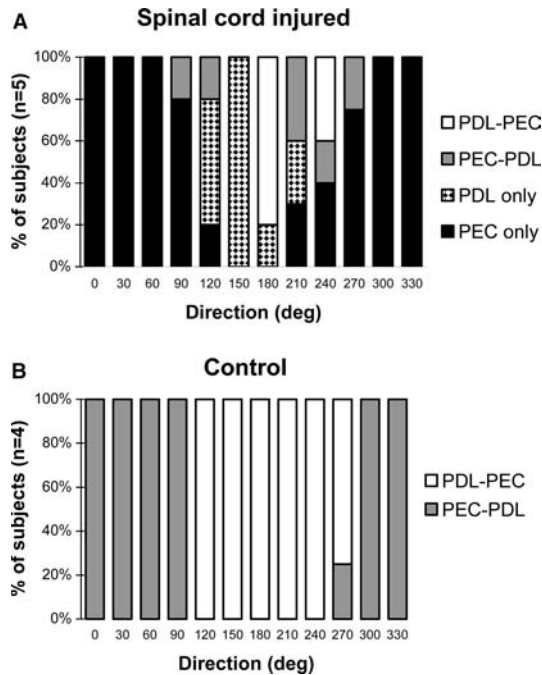 A
Spinal cord injured
% of subjects (n=5)
100%
80%
60%
40%
20%
0%
0 30 60 90 120 150 180 210 240 270 300 330
Direction (deg)
PDL-PEC
PEC-PDL
PDL only
PEC only
B
Control
% of subjects (n=4)
100%
80%
60%
40%
20%
0%
0 30 60 90 120 150 180 210 240 270 300 330
Direction (deg)
PDL-PEC
PEC-PDL